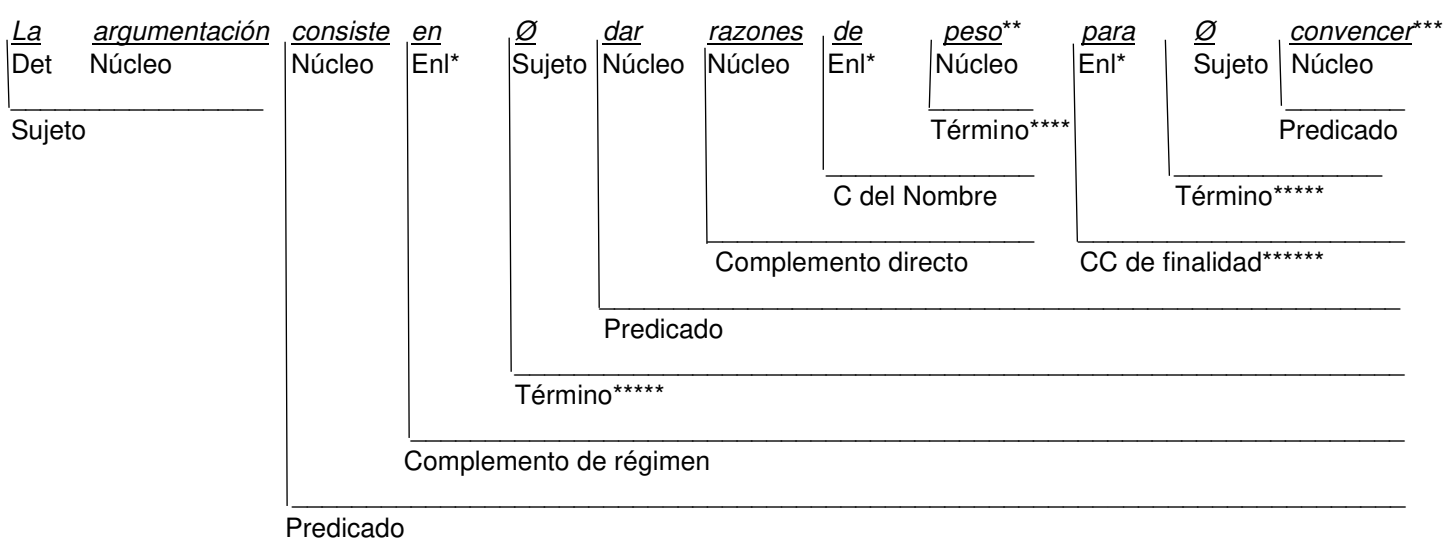 La argumentación consiste en Ø dar razones de peso** para Ø convencer***
Det Núcleo Núcleo Enl* Sujeto Núcleo Núcleo Enl* Núcleo Enl* Sujeto Núcleo
Sujeto Término**** Predicado
C del Nombre Término*****
Complemento directo CC de finalidad******
Predicado
Término*****
Complemento de régimen
Predicado